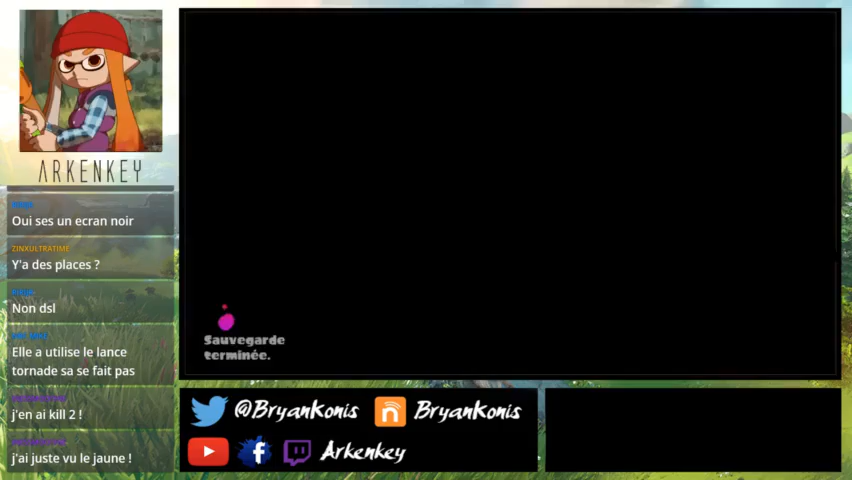 ARKENKEY
Oui ses un ecran noir
ZINXULTRATIME
Y'a des places ?
Non dsl
Elle a utilise le lance
tornade sa se fait pas
j'en ai kill 2 !
j'ai juste vu le jaune !
Sauvegarde
terminée.
@BryanKonis
BryanKonis
Arkenkey